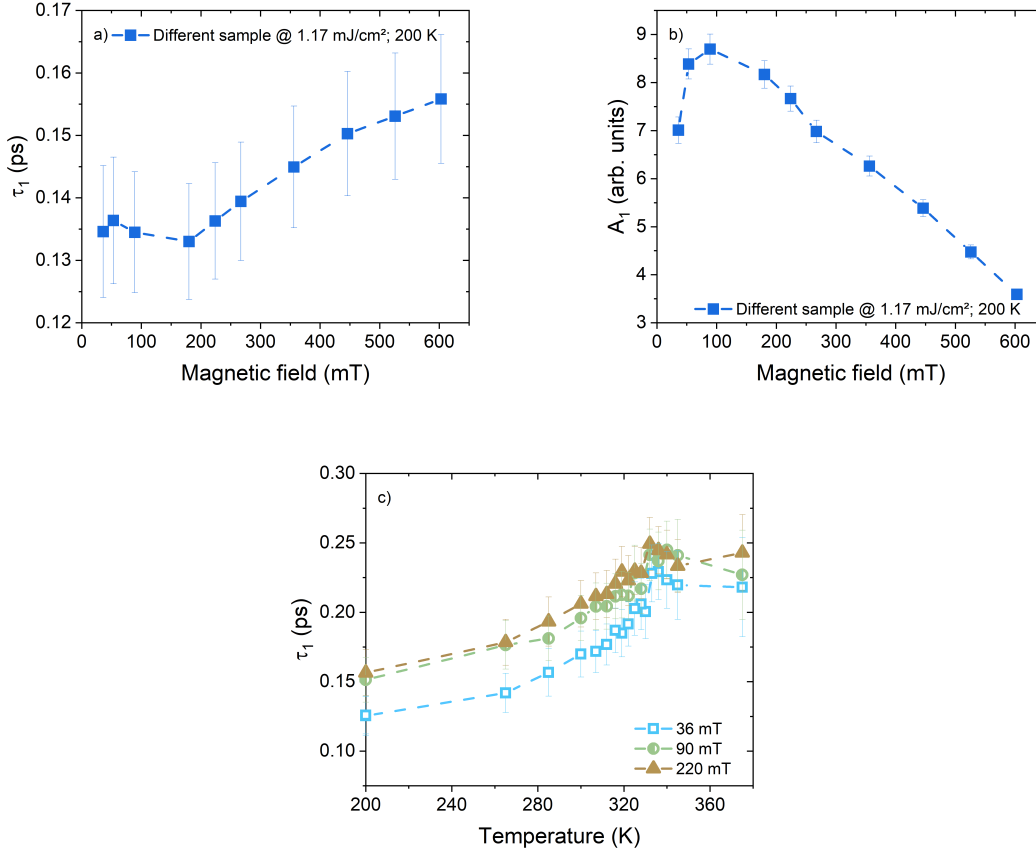 0.17
0.16
0.15
0.14
0.13
0.12
τ₁ (ps)
a)
Different sample @ 1.17 mJ/cm²; 200 K
0 100 200 300 400 500 600
Magnetic field (mT)
9
8
7
6
5
4
3
A₁ (arb. units)
b)
Different sample @ 1.17 mJ/cm²; 200 K
0 100 200 300 400 500 600
Magnetic field (mT)
0.30
0.25
0.20
0.15
0.10
τ₁ (ps)
c)
36 mT
90 mT
220 mT
200 240 280 320 360
Temperature (K)